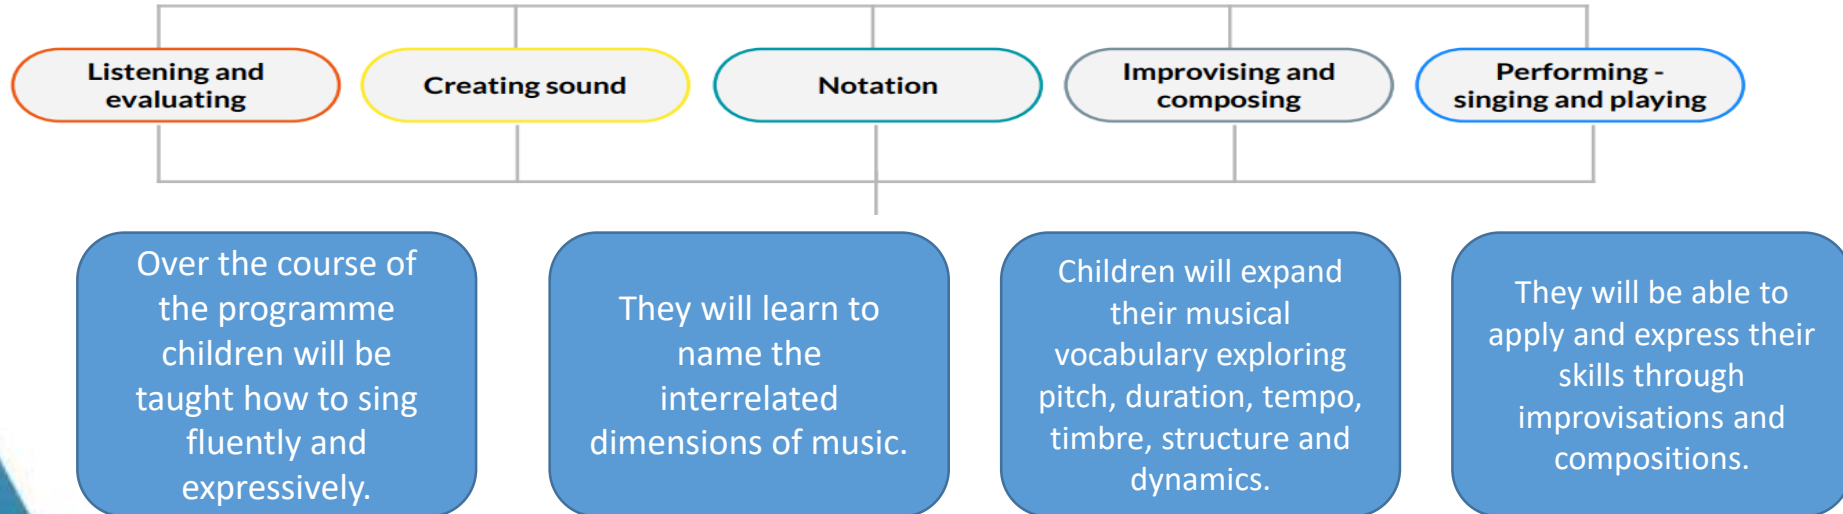 Listening and
evaluating
Creating sound
Notation
Improvising and
composing
Performing -
singing and playing
Over the course of
the programme
children will be
taught how to sing
fluently and
expressively.
They will learn to
name the
interrelated
dimensions of music.
Children will expand
their musical
vocabulary exploring
pitch, duration, tempo,
timbre, structure and
dynamics.
They will be able to
apply and express their
skills through
improvisations and
compositions.